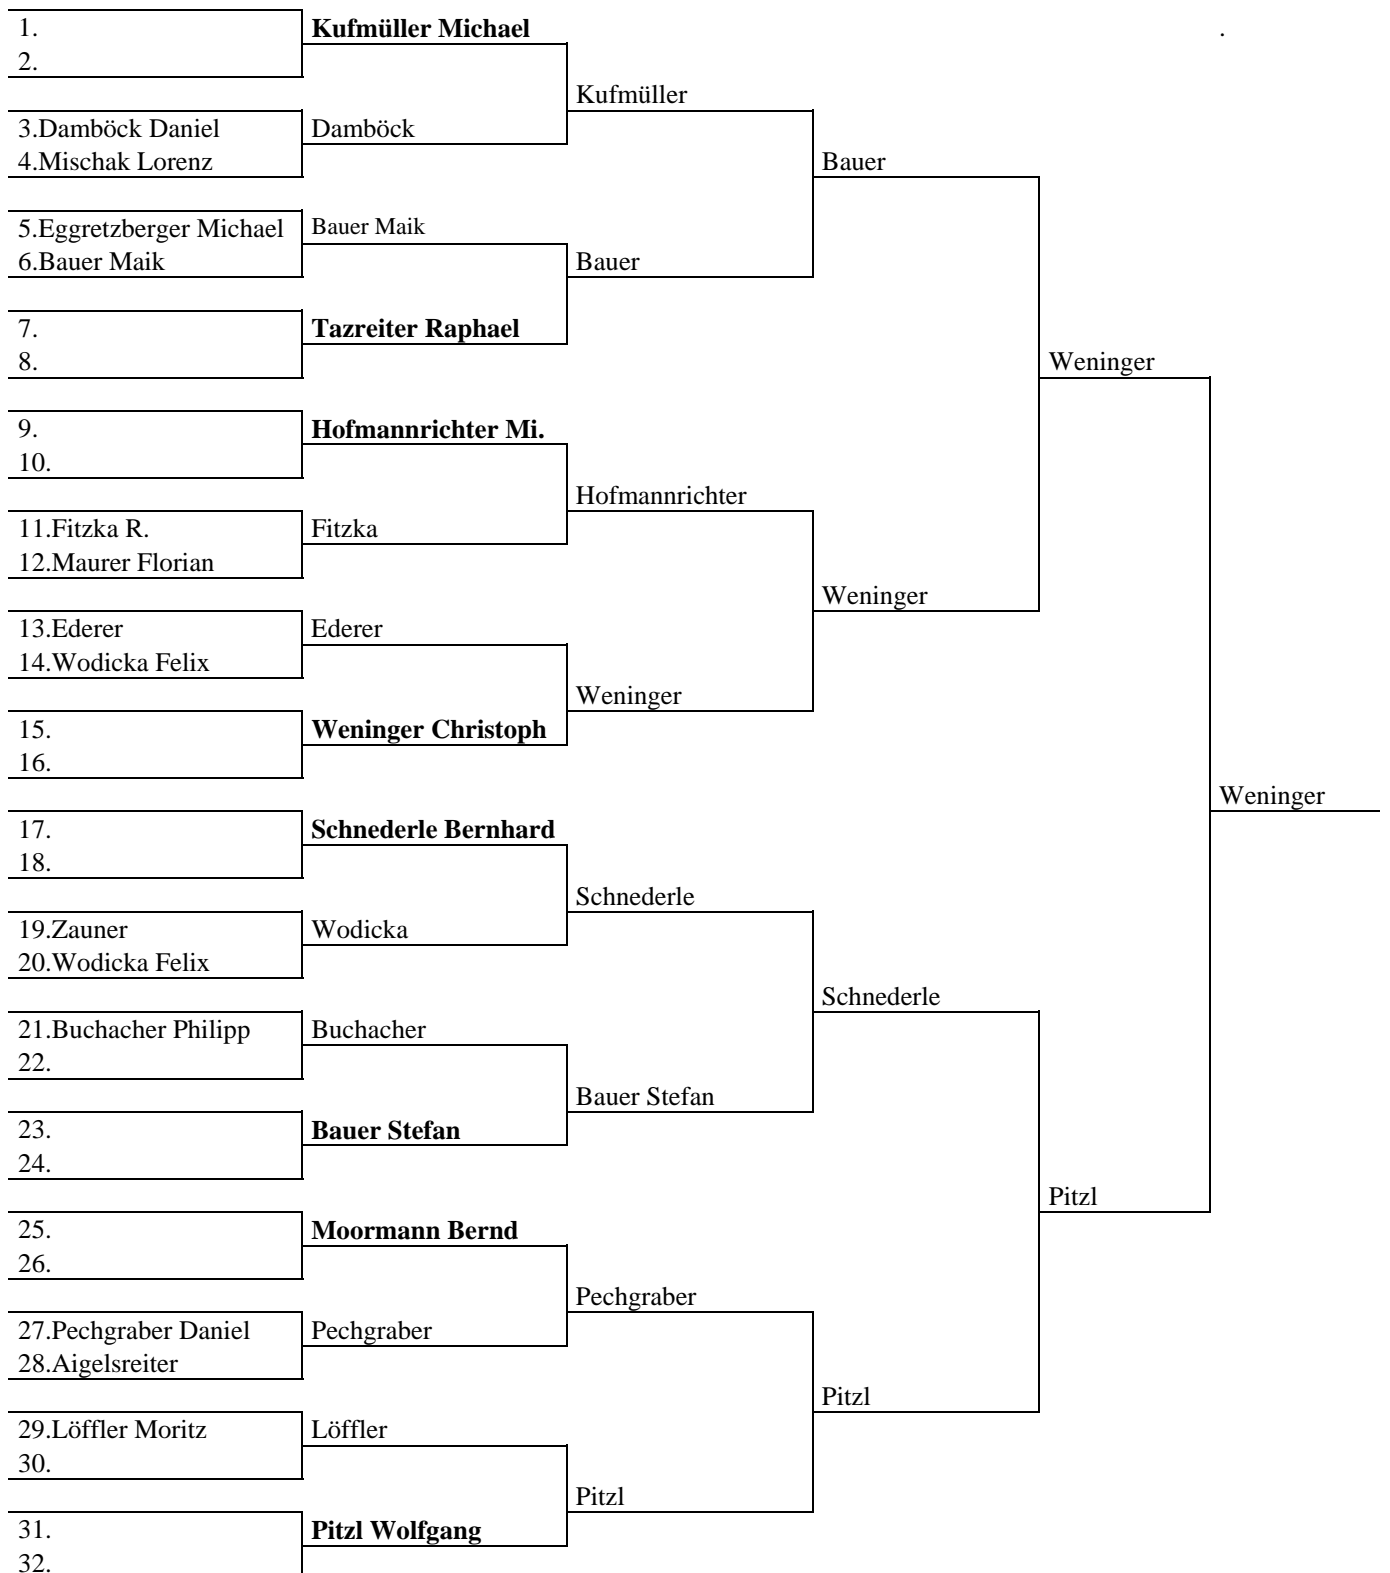 1.
Kufmüller Michael
.
2.
Kufmüller
3.Damböck Daniel
Damböck
4.Mischak Lorenz
Bauer
5.Eggretzberger Michael
Bauer Maik
6.Bauer Maik
Bauer
7.
Tazreiter Raphael
8.
Weninger
9.
Hofmannrichter Mi.
10.
Hofmannrichter
11.Fitzka R.
Fitzka
12.Maurer Florian
Weninger
13.Ederer
Ederer
14.Wodicka Felix
Weninger
15.
Weninger Christoph
16.
Weninger
17.
Schnederle Bernhard
18.
Schnederle
19.Zauner
Wodicka
20.Wodicka Felix
Schnederle
21.Buchacher Philipp
Buchacher
22.
Bauer Stefan
23.
Bauer Stefan
24.
Pitzl
25.
Moormann Bernd
26.
Pechgraber
27.Pechgraber Daniel
Pechgraber
28.Aigelsreiter
Pitzl
29.Löffler Moritz
Löffler
30.
Pitzl
31.
Pitzl Wolfgang
32.